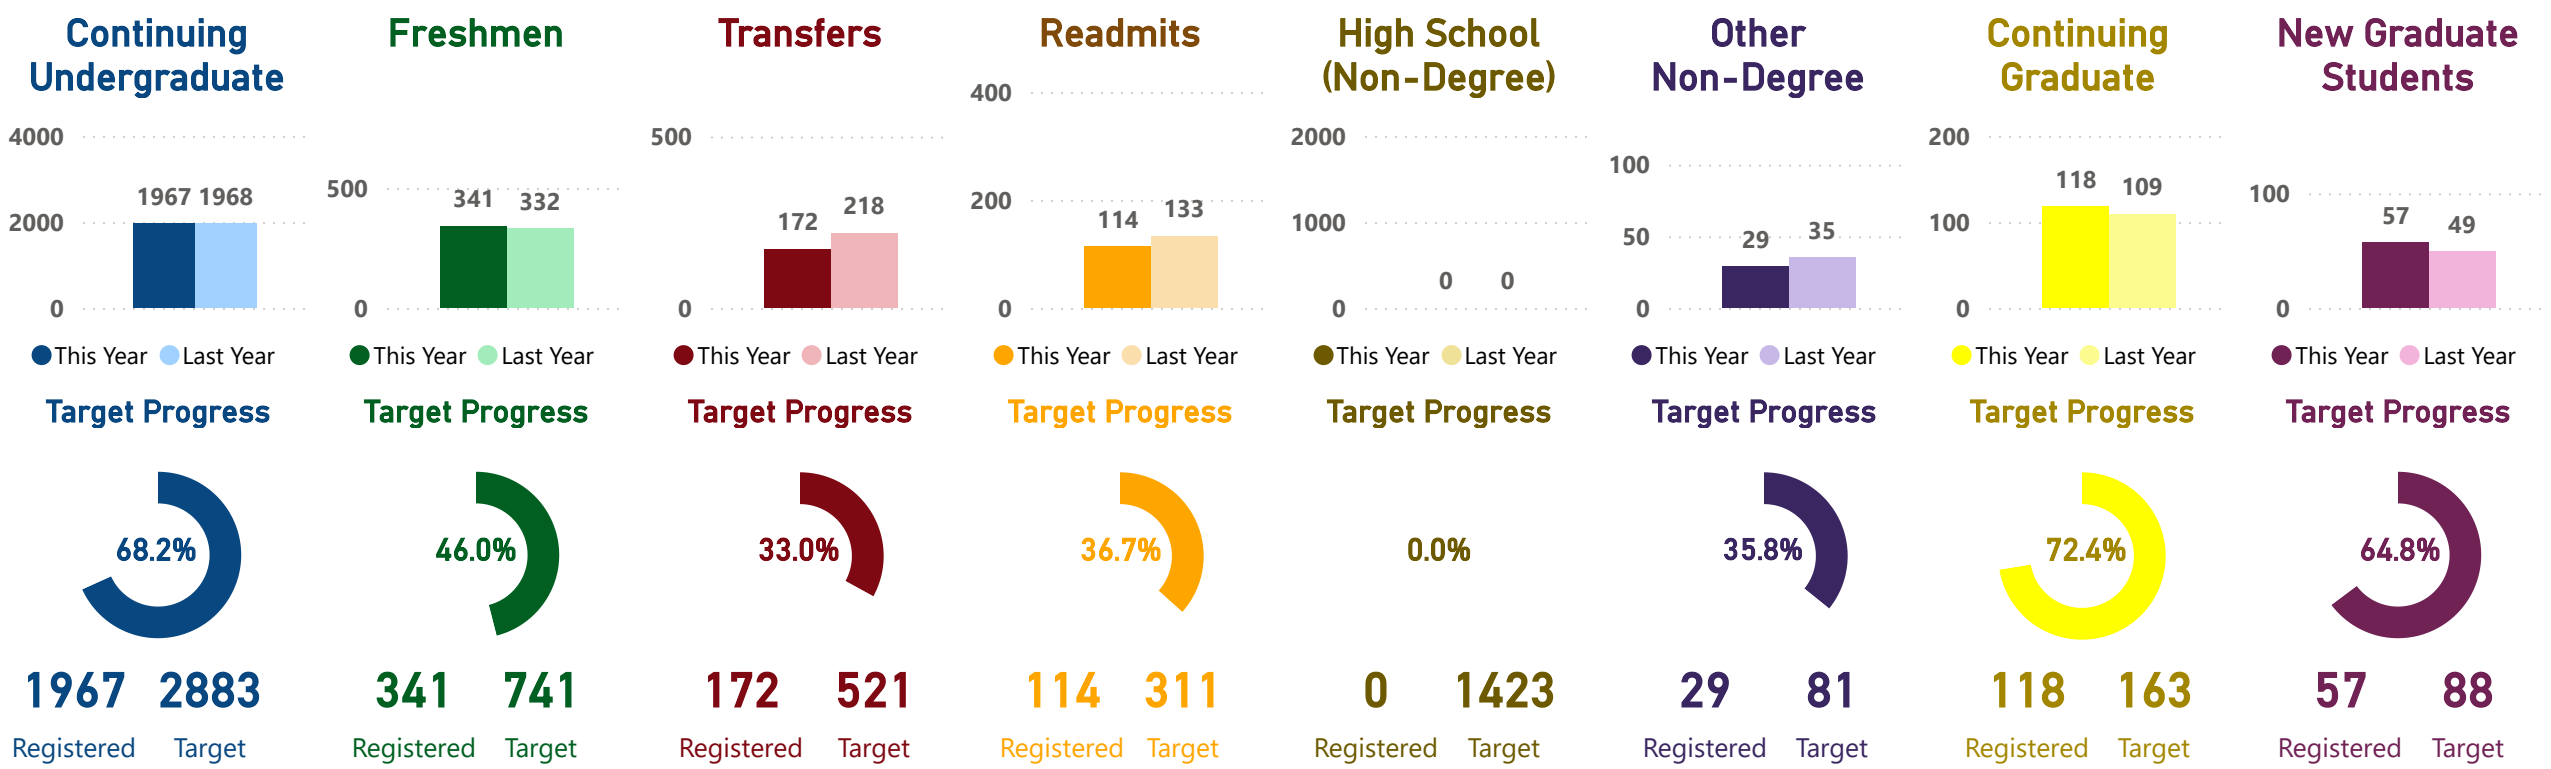 Continuing
Undergraduate
4000
2000
0
1967 1968
This Year Last Year
Target Progress
68.2%
1967 2883
Registered Target
Freshmen
500
0
341 332
This Year Last Year
Target Progress
46.0%
341 741
Registered Target
Transfers
500
0
172 218
This Year Last Year
Target Progress
33.0%
172 521
Registered Target
Readmits
400
200
0
114 133
This Year Last Year
Target Progress
36.7%
114 311
Registered Target
High School
(Non-Degree)
2000
1000
0
0 0
This Year Last Year
Target Progress
0.0%
0 1423
Registered Target
Other
Non-Degree
100
50
0
29 35
This Year Last Year
Target Progress
35.8%
29 81
Registered Target
Continuing
Graduate
200
100
0
118 109
This Year Last Year
Target Progress
72.4%
118 163
Registered Target
New Graduate
Students
100
0
57 49
This Year Last Year
Target Progress
64.8%
57 88
Registered Target